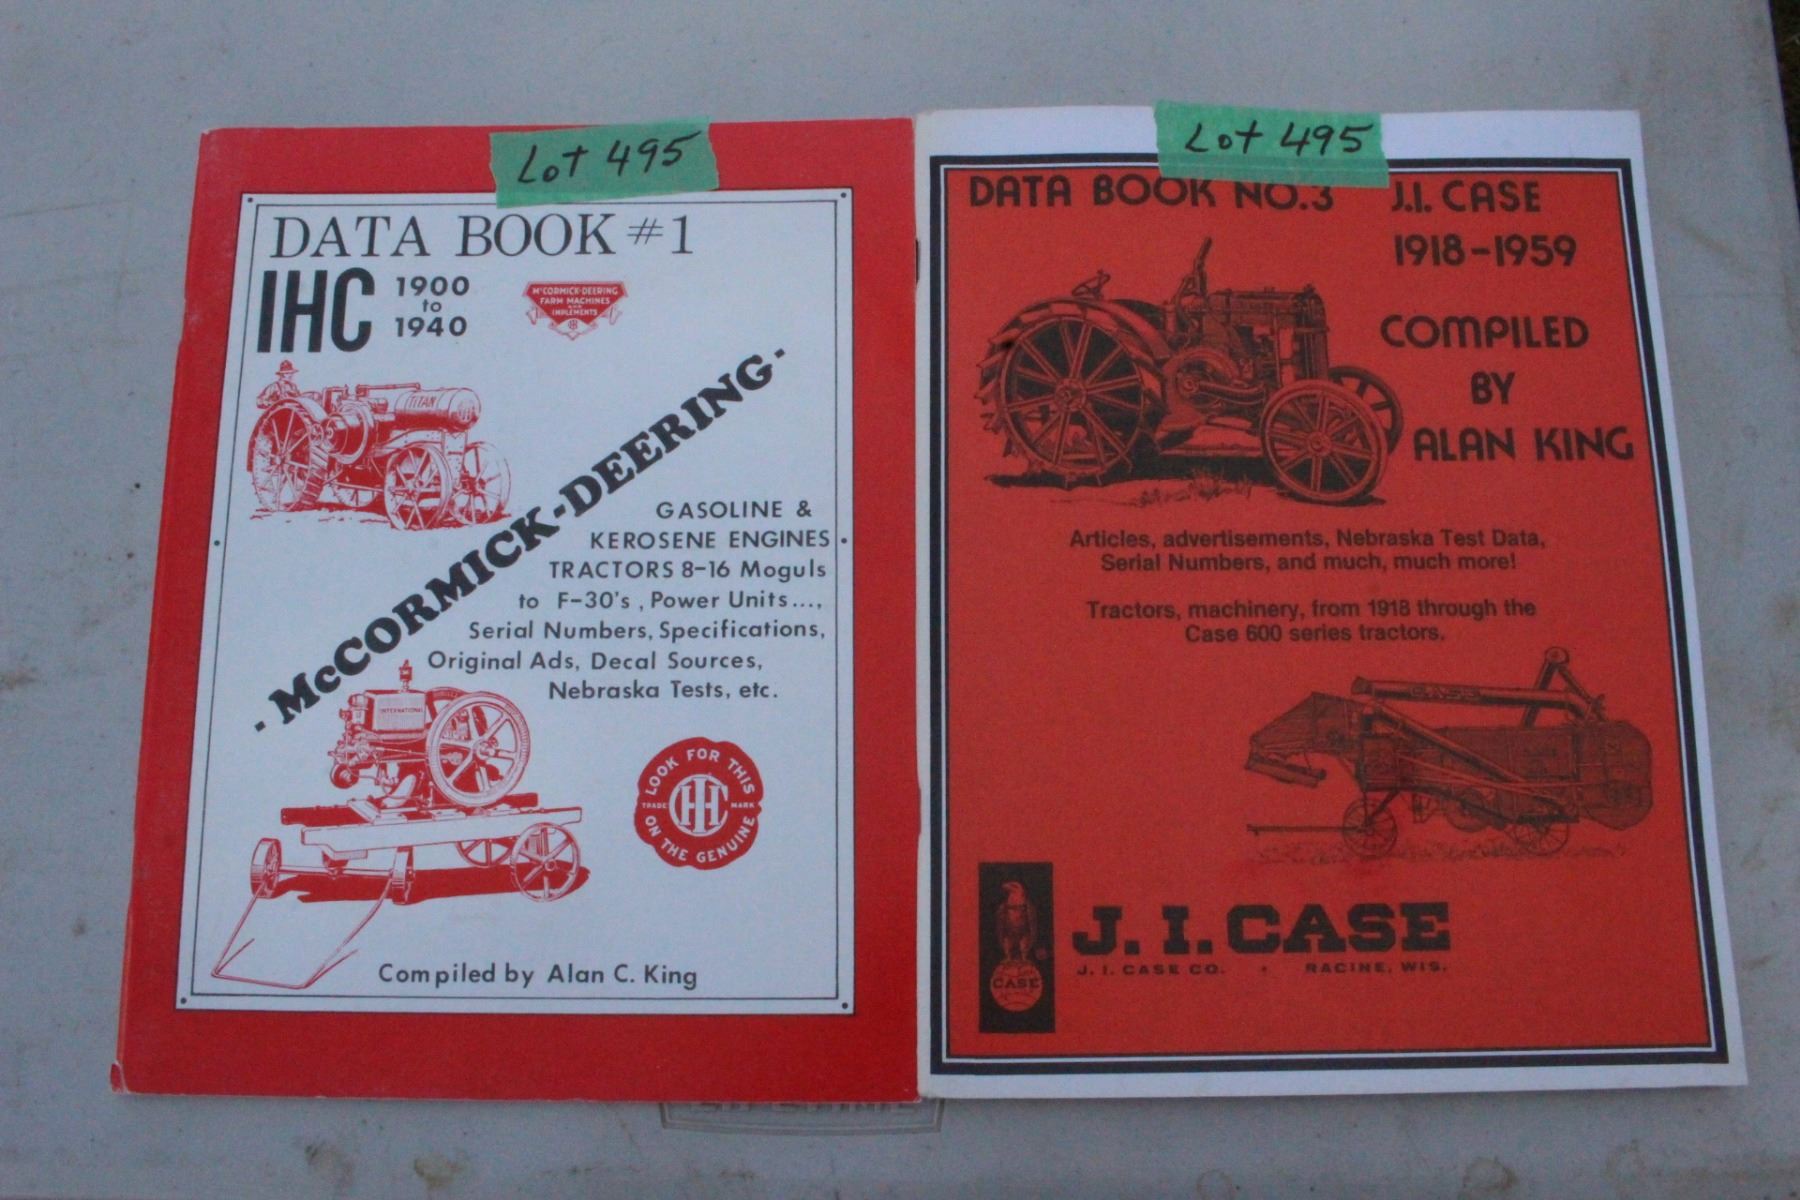 Lot 495
DATA BOOK #1
IHC 1900 to 1940
McCORMICK-DEERING
FARM MACHINES
AND
IMPLEMENTS
TITAN
·McCORMICK-DEERING·
GASOLINE &
KEROSENE ENGINES
TRACTORS 8-16 Moguls
to F-30's, Power Units...,
Serial Numbers, Specifications,
Original Ads, Decal Sources,
Nebraska Tests, etc.
INTERNATIONAL
LOOK FOR THIS
TRADE IHC MARK
ON THE GENUINE
Compiled by Alan C. King
Lot 495
DATA BOOK NO.3 J.I. CASE
1918-1959
COMPILED
BY
ALAN KING
Articles, advertisements, Nebraska Test Data,
Serial Numbers, and much, much more!
Tractors, machinery, from 1918 through the
Case 600 series tractors.
CASE
CASE
J. I. CASE
J. I. CASE CO. · RACINE, WIS.